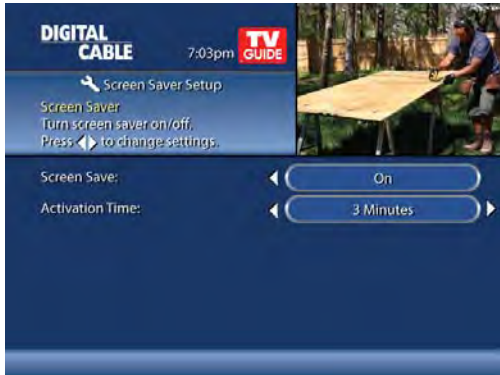 DIGITAL
CABLE
7:03pm
TV
GUIDE
Screen Saver Setup
Screen Saver
Turn screen saver on/off.
Press ◀▶ to change settings.
Screen Save:
On
Activation Time:
3 Minutes